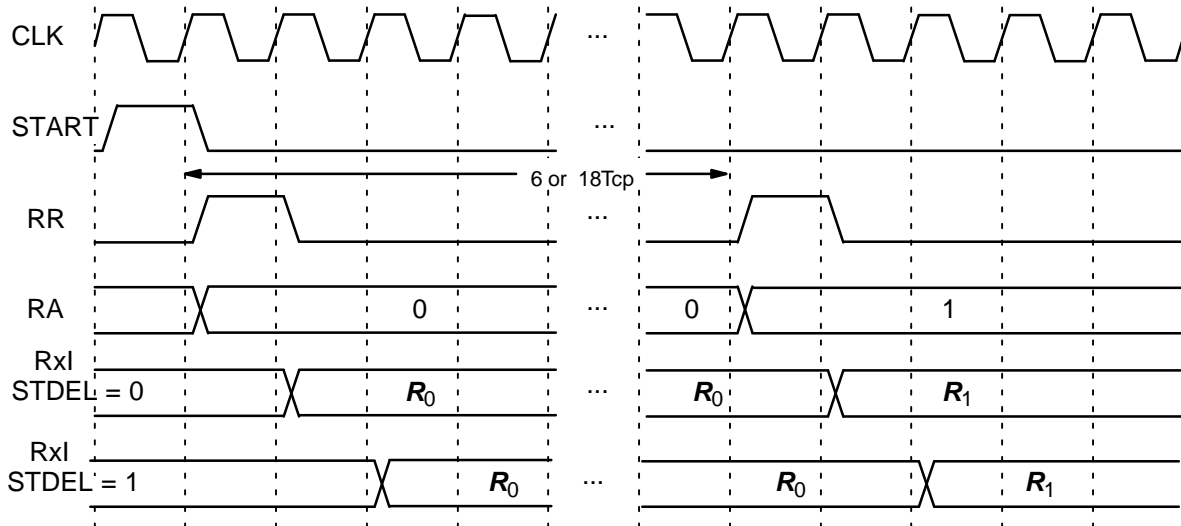 CLK ...
START ...
6 or 18Tcp
RR ...
RA 0 ... 0 1
RxI
STDEL = 0 R0 ... R0 R1
RxI
STDEL = 1 R0 ... R0 R1